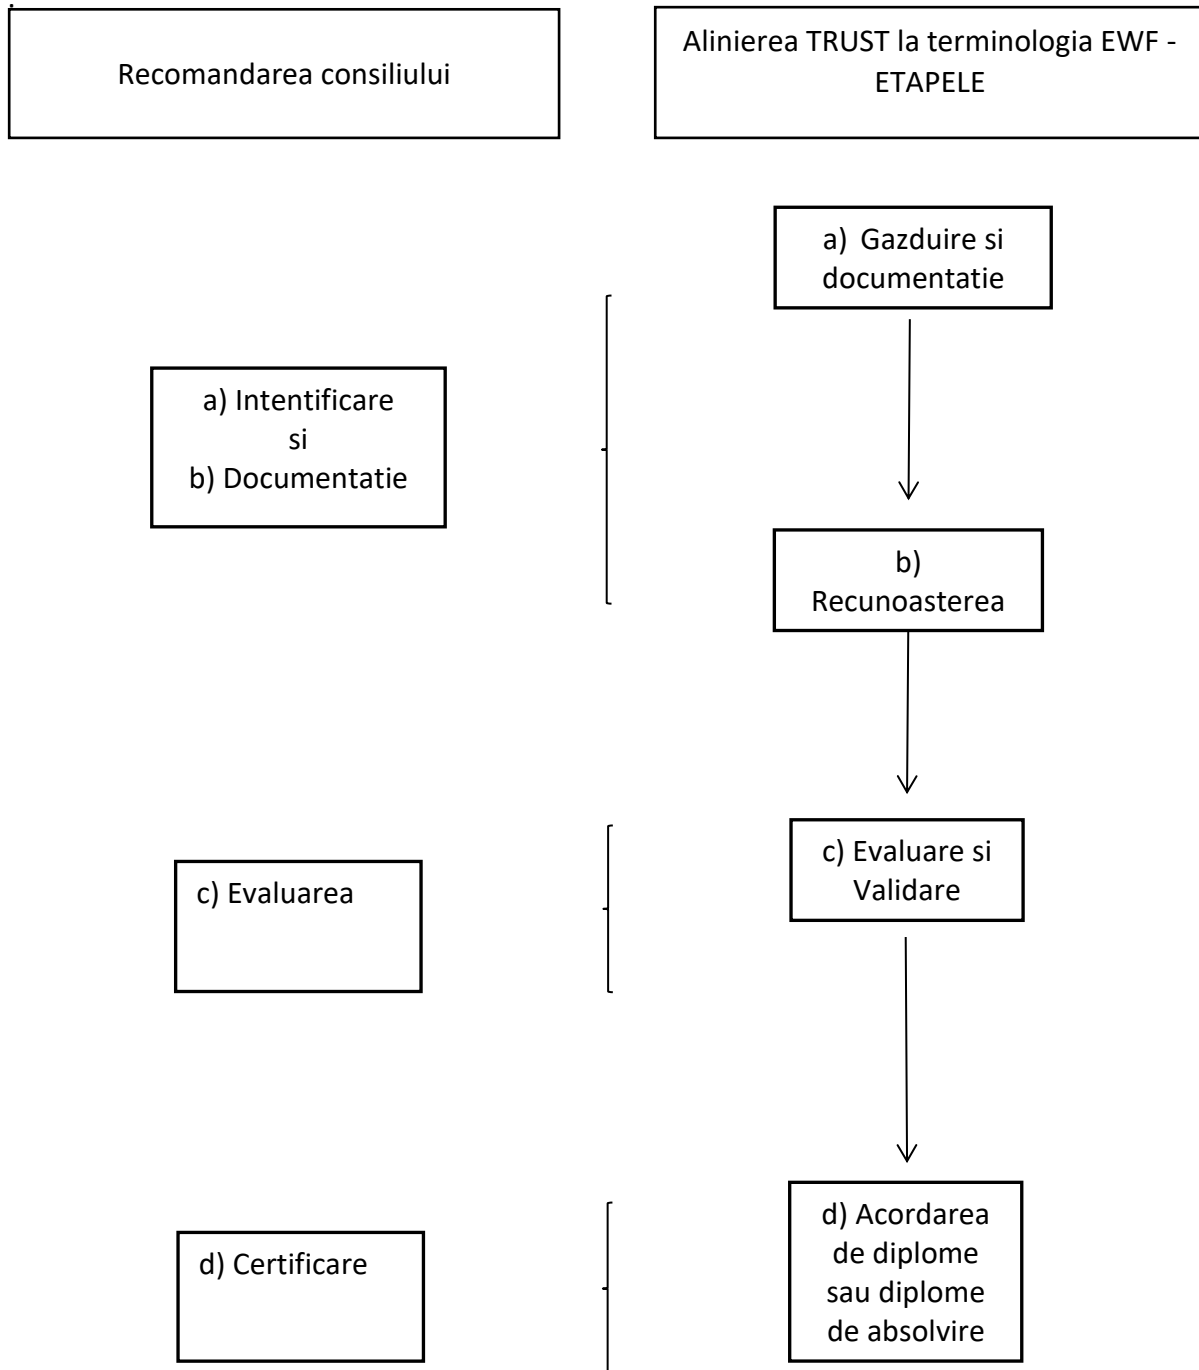 Recomandarea consiliului
Alinierea TRUST la terminologia EWF -
ETAPELE
a) Gazduire si
documentatie
a) Intentificare
si
b) Documentatie
b)
Recunoasterea
c) Evaluare si
Validare
c) Evaluarea
d) Acordarea
de diplome
sau diplome
de absolvire
d) Certificare